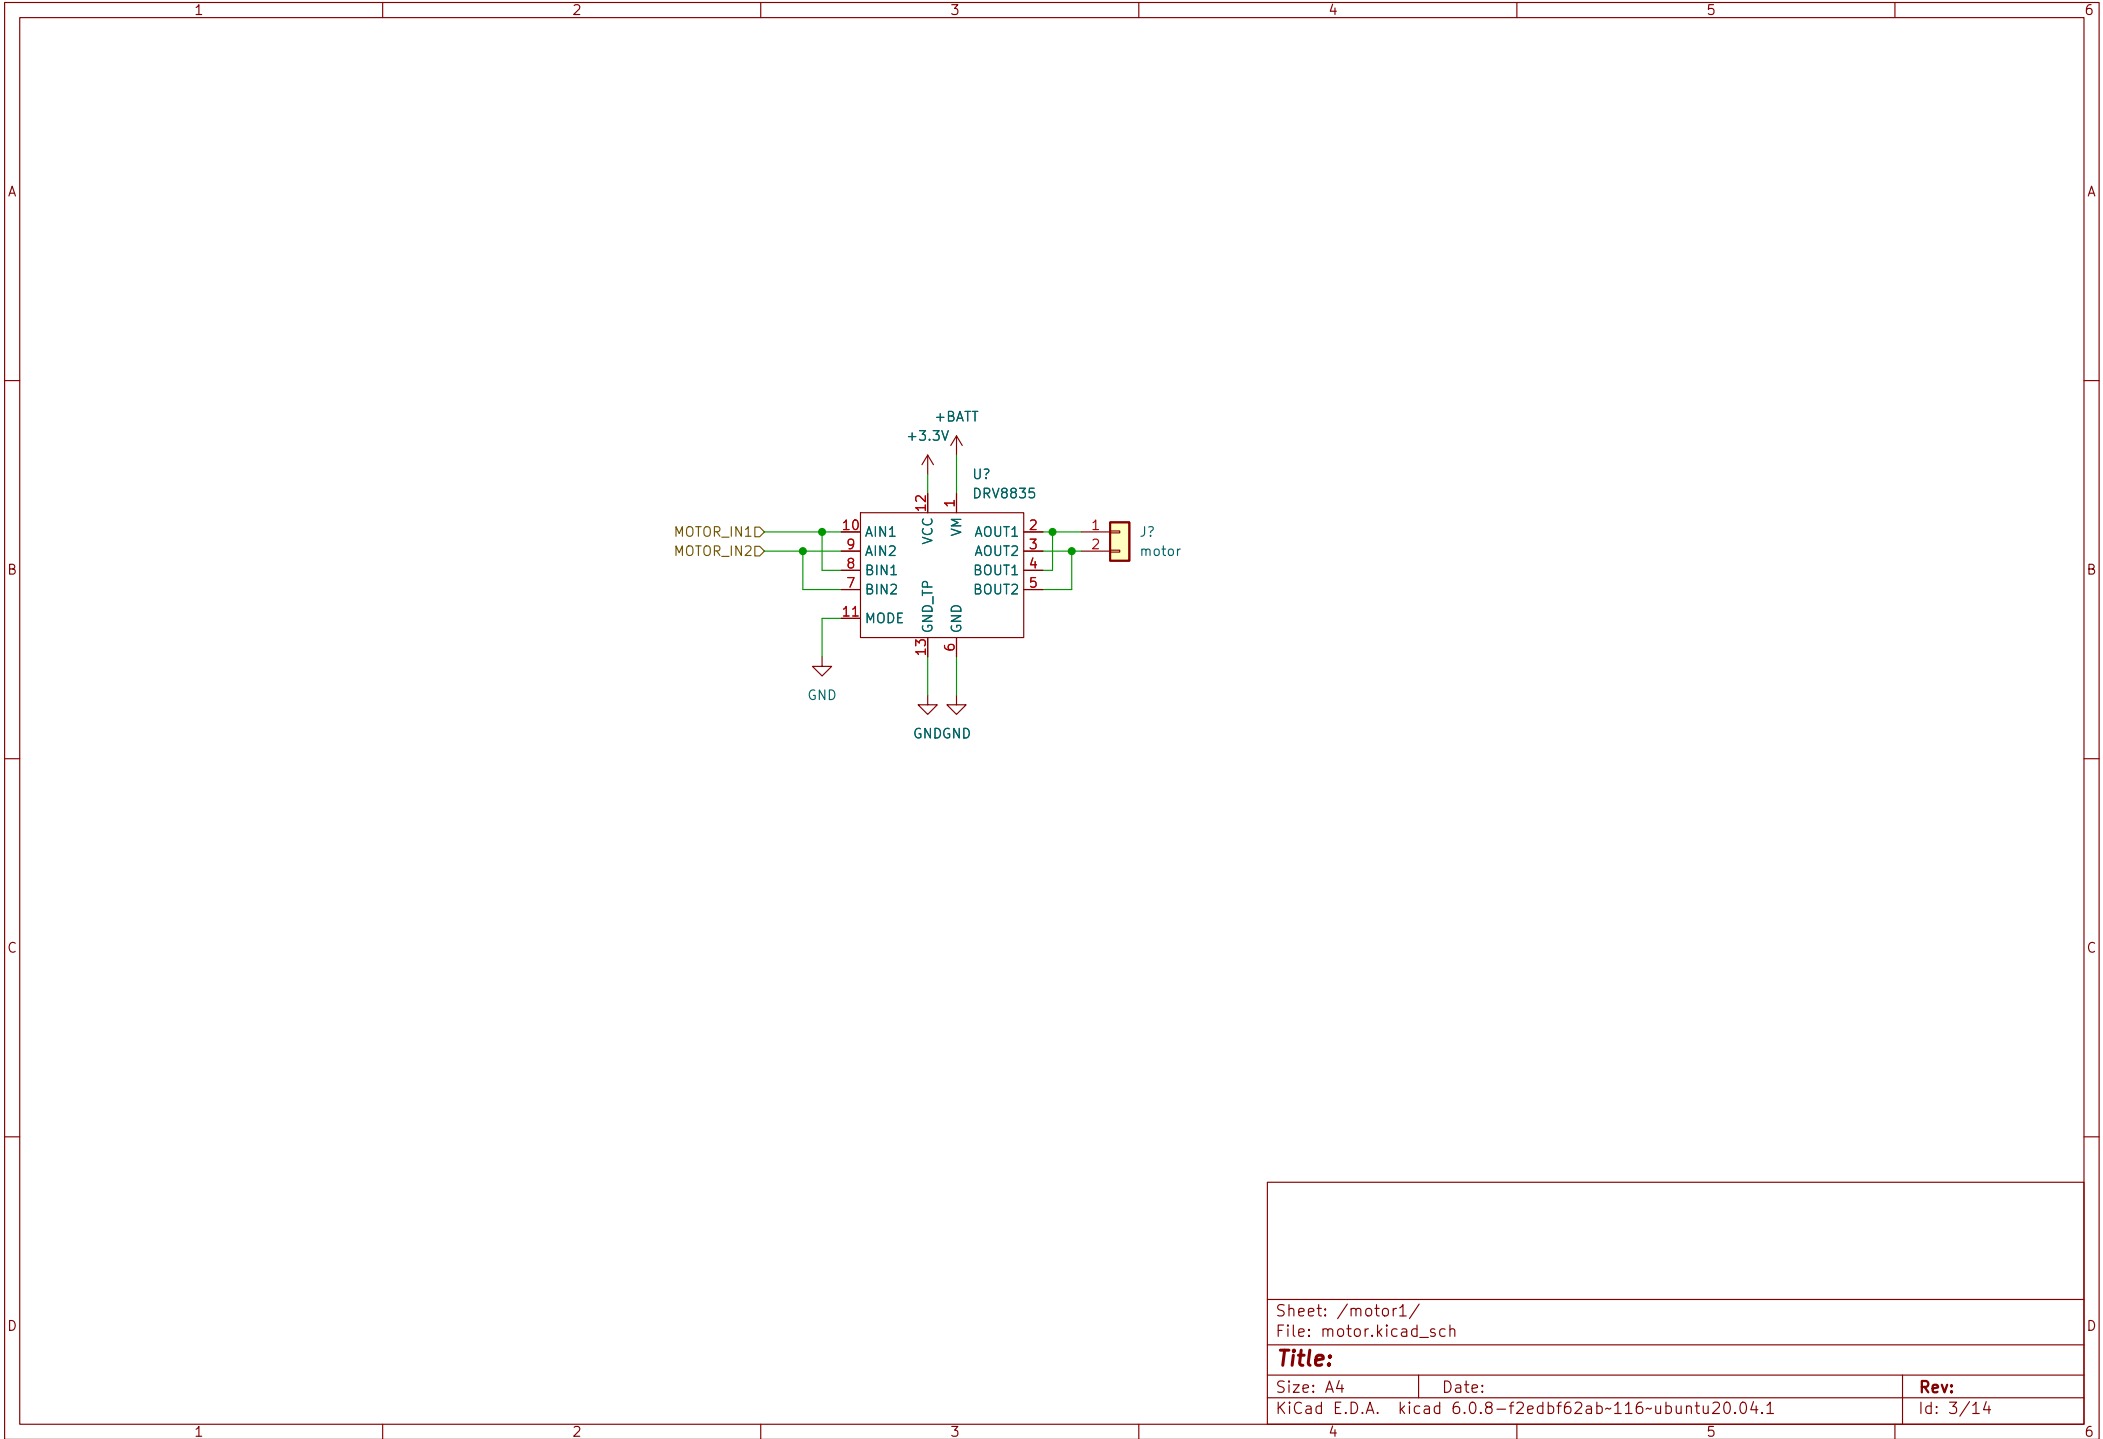 1 2 3 4 5 6
A A
+BATT
+3.3V
U?
DRV8835
12 1
MOTOR_IN1 10 AIN1 VCC VM AOUT1 2 1 J?
MOTOR_IN2 9 AIN2 AOUT2 3 2 motor
8 BIN1 BOUT1 4
B B
7 BIN2 BOUT2 5
11 MODE GND_TP GND
13 6
GND
GND GND
C C
Sheet: /motor1/
File: motor.kicad_sch
D D
Title:
Size: A4 Date: Rev:
KiCad E.D.A. kicad 6.0.8-f2edbf62ab~116~ubuntu20.04.1 Id: 3/14
1 2 3 4 5 6